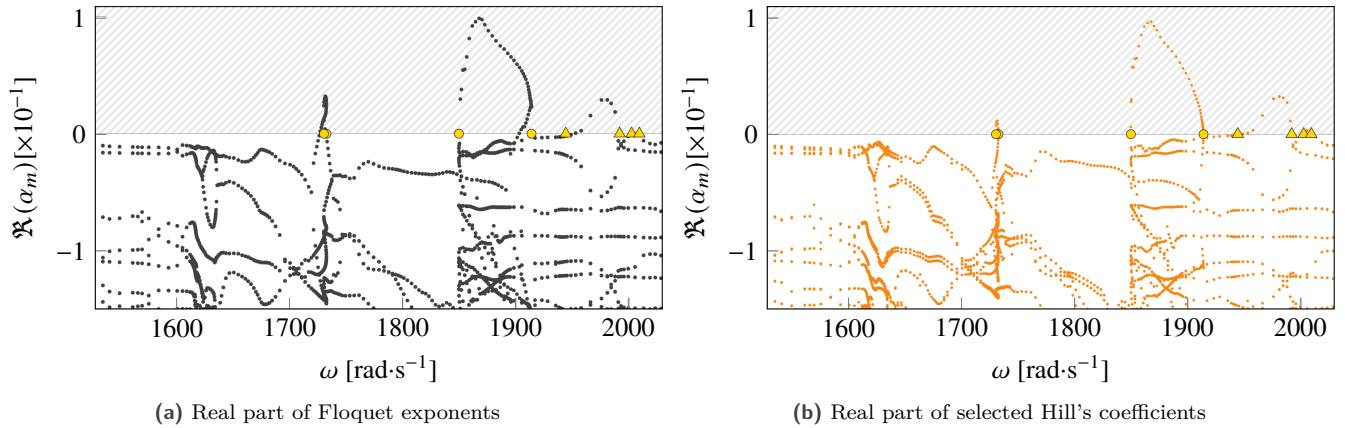 1
0
−1
ℜ(αₘ)[×10⁻¹]
1600 1700 1800 1900 2000
ω [rad·s⁻¹]
(a) Real part of Floquet exponents
1
0
−1
ℜ(αₘ)[×10⁻¹]
1600 1700 1800 1900 2000
ω [rad·s⁻¹]
(b) Real part of selected Hill's coefficients